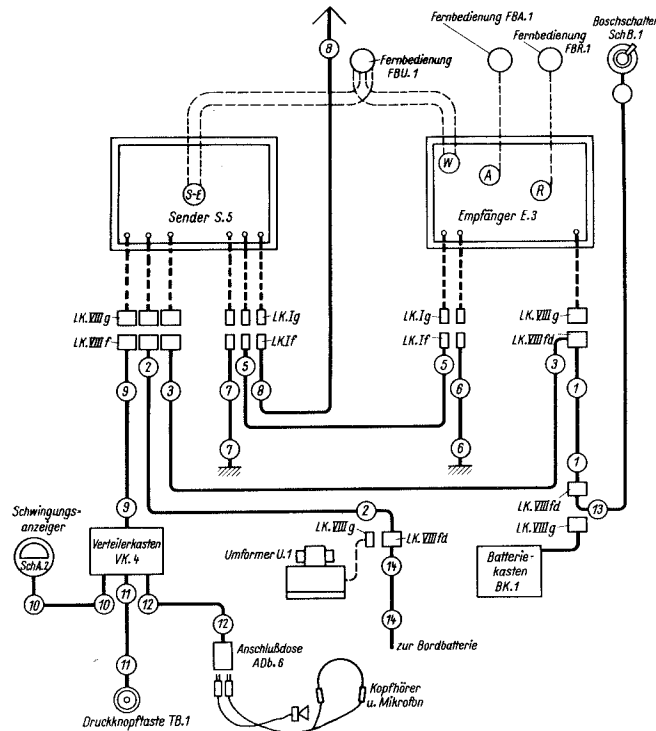 8
Fernbedienung
FBU.1
Fernbedienung FBA.1
Fernbedienung
FBR.1
Boschschalter
Sch B.1
S-E
Sender S.5
W
A
R
Empfänger E.3
LK.VIII g
LK.VIII f
LK.Ig
LK.If
LK.Ig
LK.If
LK.VIII g
LK.VIII fd
9
2
3
7
5
8
5
6
3
1
7
6
1
LK.VIII fd
13
LK.VIII g
Batterie-
kasten
BK.1
9
2
Schwingungs-
anzeiger
SchA.2
Verteilerkasten
VK.4
LK.VIII g
LK.VIII fd
Umformer U.1
14
10
10
11
12
12
14
zur Bordbatterie
Anschlußdose
ADb.6
11
Kopfhörer
u. Mikrofon
Druckknopftaste TB.1